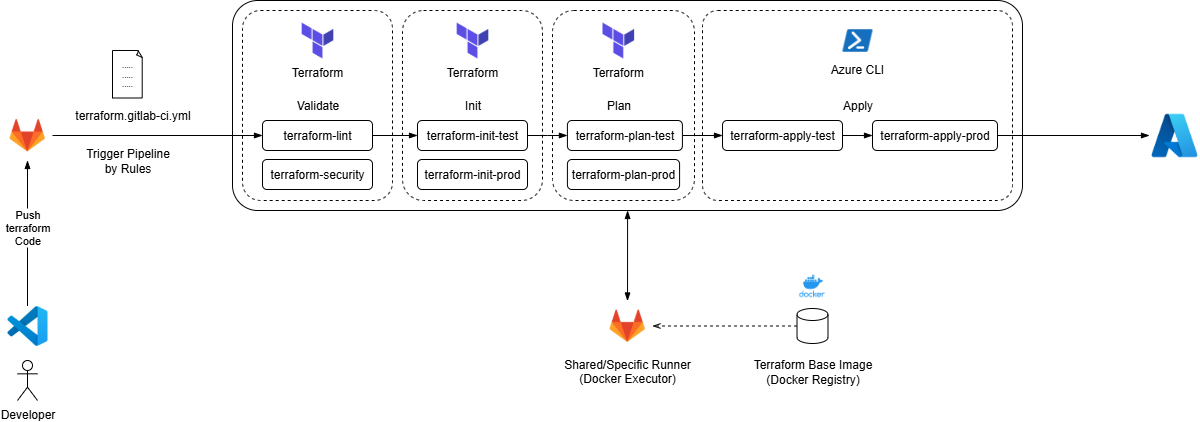 terraform.gitlab-ci.yml
Trigger Pipeline
by Rules
Push
terraform
Code
Developer
Terraform
Validate
terraform-lint
terraform-security
Terraform
Init
terraform-init-test
terraform-init-prod
Terraform
Plan
terraform-plan-test
terraform-plan-prod
Azure CLI
Apply
terraform-apply-test
terraform-apply-prod
Shared/Specific Runner
(Docker Executor)
docker
Terraform Base Image
(Docker Registry)